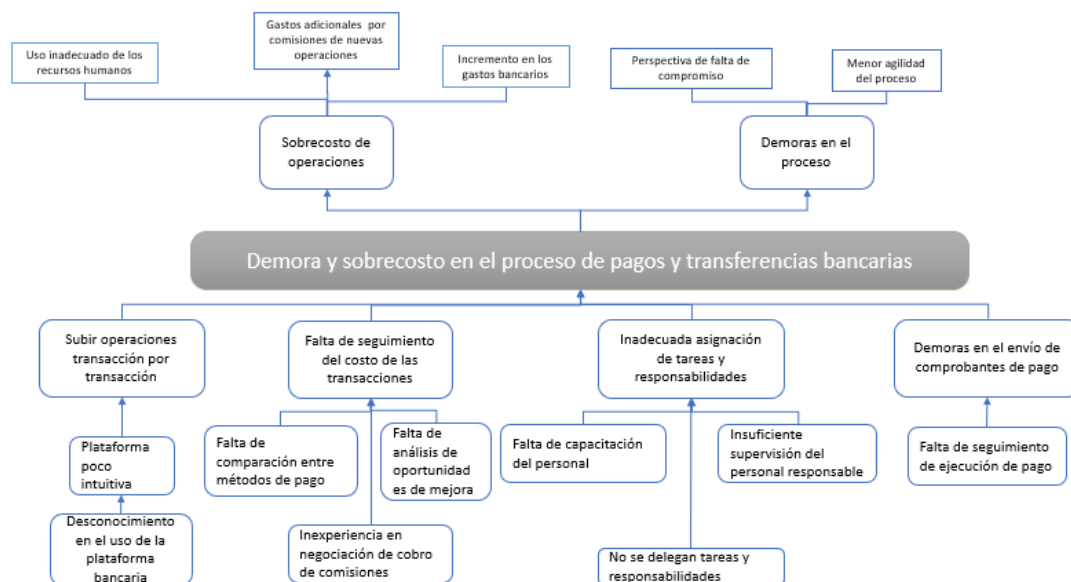 Uso inadecuado de los
recursos humanos
Gastos adicionales por
comisiones de nuevas
operaciones
Incremento en los
gastos bancarios
Perspectiva de falta de
compromiso
Menor agilidad
del proceso
Sobrecosto de
operaciones
Demoras en el
proceso
Demora y sobrecosto en el proceso de pagos y transferencias bancarias
Subir operaciones
transacción por
transacción
Falta de seguimiento
del costo de las
transacciones
Inadecuada asignación
de tareas y
responsabilidades
Demoras en el envío de
comprobantes de pago
Plataforma
poco
intuitiva
Falta de
comparación entre
métodos de pago
Falta de
análisis de
oportunidad
es de mejora
Falta de capacitación
del personal
Insuficiente
supervisión del
personal responsable
Falta de seguimiento
de ejecución de pago
Desconocimiento
en el uso de la
plataforma
bancaria
Inexperiencia en
negociación de cobro
de comisiones
No se delegan tareas y
responsabilidades